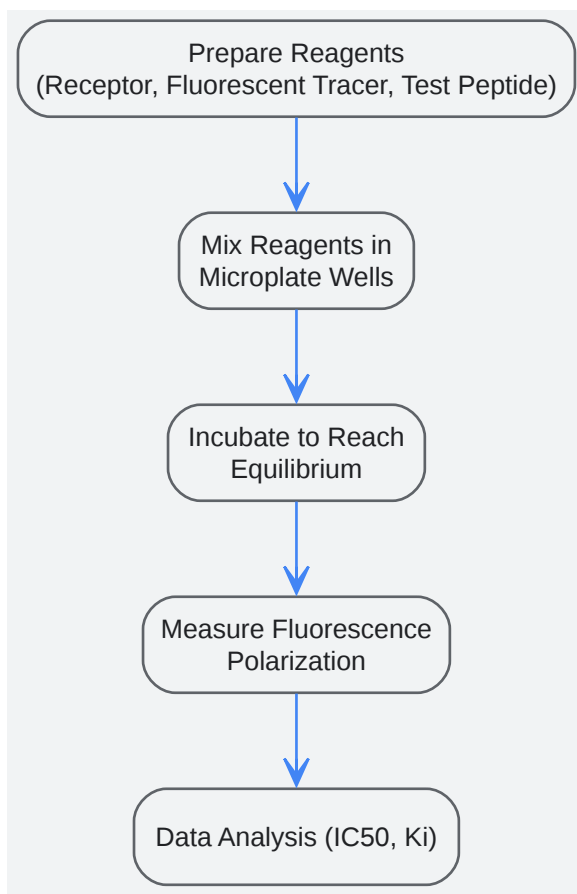 Prepare Reagents
(Receptor, Fluorescent Tracer, Test Peptide)
Mix Reagents in
Microplate Wells
Incubate to Reach
Equilibrium
Measure Fluorescence
Polarization
Data Analysis (IC50, Ki)